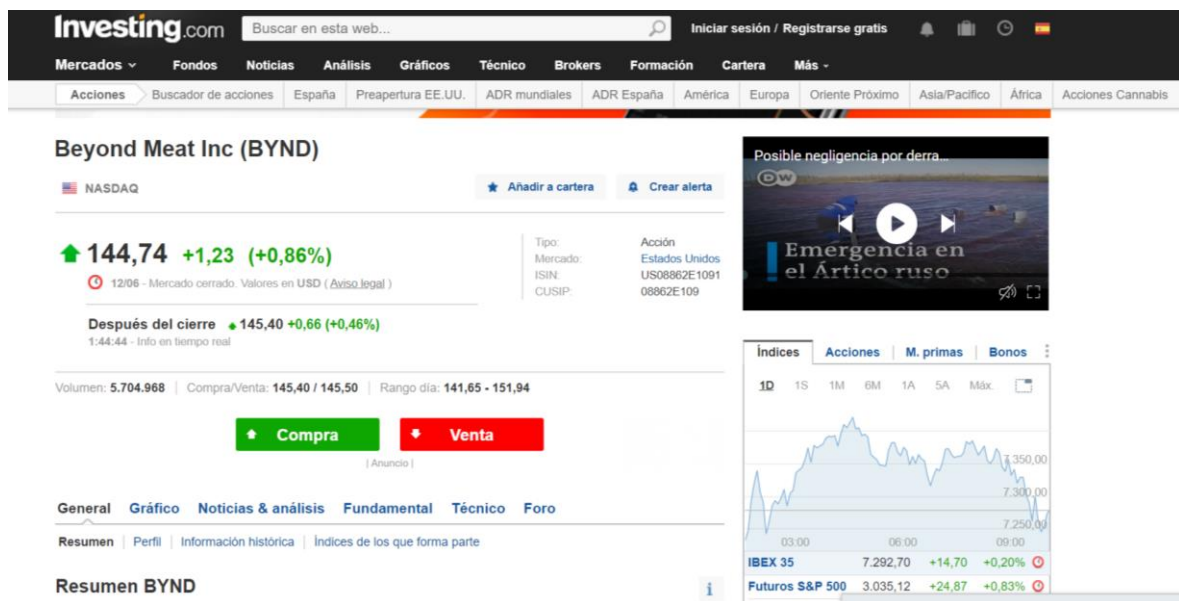 Investing.com Buscar en esta web... Iniciar sesión / Registrarse gratis
Mercados Fondos Noticias Análisis Gráficos Técnico Brokers Formación Cartera Más
Acciones Buscador de acciones España Preapertura EE.UU. ADR mundiales ADR España América Europa Oriente Próximo Asia/Pacífico África Acciones Cannabis
Beyond Meat Inc (BYND)
NASDAQ
Añadir a cartera Crear alerta
144,74 +1,23 (+0,86%)
12/06 - Mercado cerrado. Valores en USD ( Aviso legal )
Después del cierre 145,40 +0,66 (+0,46%)
1:44:44 - Info en tiempo real
Tipo: Acción
Mercado: Estados Unidos
ISIN: US08862E1091
CUSIP: 08862E109
Volumen: 5.704.968 | Compra/Venta: 145,40 / 145,50 | Rango día: 141,65 - 151,94
Compra Venta
| Anuncio |
General Gráfico Noticias & análisis Fundamental Técnico Foro
Resumen | Perfil | Información histórica | Índices de los que forma parte
Resumen BYND
i
Posible negligencia por derra...
DW
Emergencia en
el Ártico ruso
Índices Acciones | M. primas | Bonos
1D 1S 1M 6M 1A 5A Máx.
7.350,00
7.300,00
7.250,00
03:00 06:00 09:00
IBEX 35 7.292,70 +14,70 +0,20%
Futuros S&P 500 3.035,12 +24,87 +0,83%